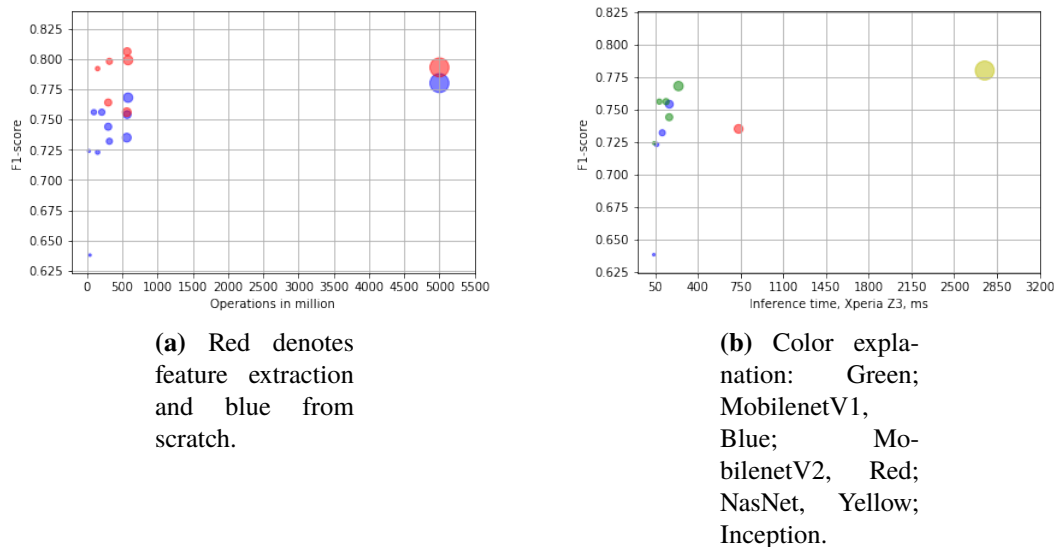 0.825
0.800
0.775
0.750
0.725
0.700
0.675
0.650
0.625
F1-score
0 500 1000 1500 2000 2500 3000 3500 4000 4500 5000 5500
Operations in million
(a) Red denotes
feature extraction
and blue from
scratch.
0.825
0.800
0.775
0.750
0.725
0.700
0.675
0.650
0.625
F1-score
50 400 750 1100 1450 1800 2150 2500 2850 3200
Inference time, Xperia Z3, ms
(b) Color expla-
nation: Green;
MobilenetV1,
Blue; Mo-
bilenetV2, Red;
NasNet, Yellow;
Inception.